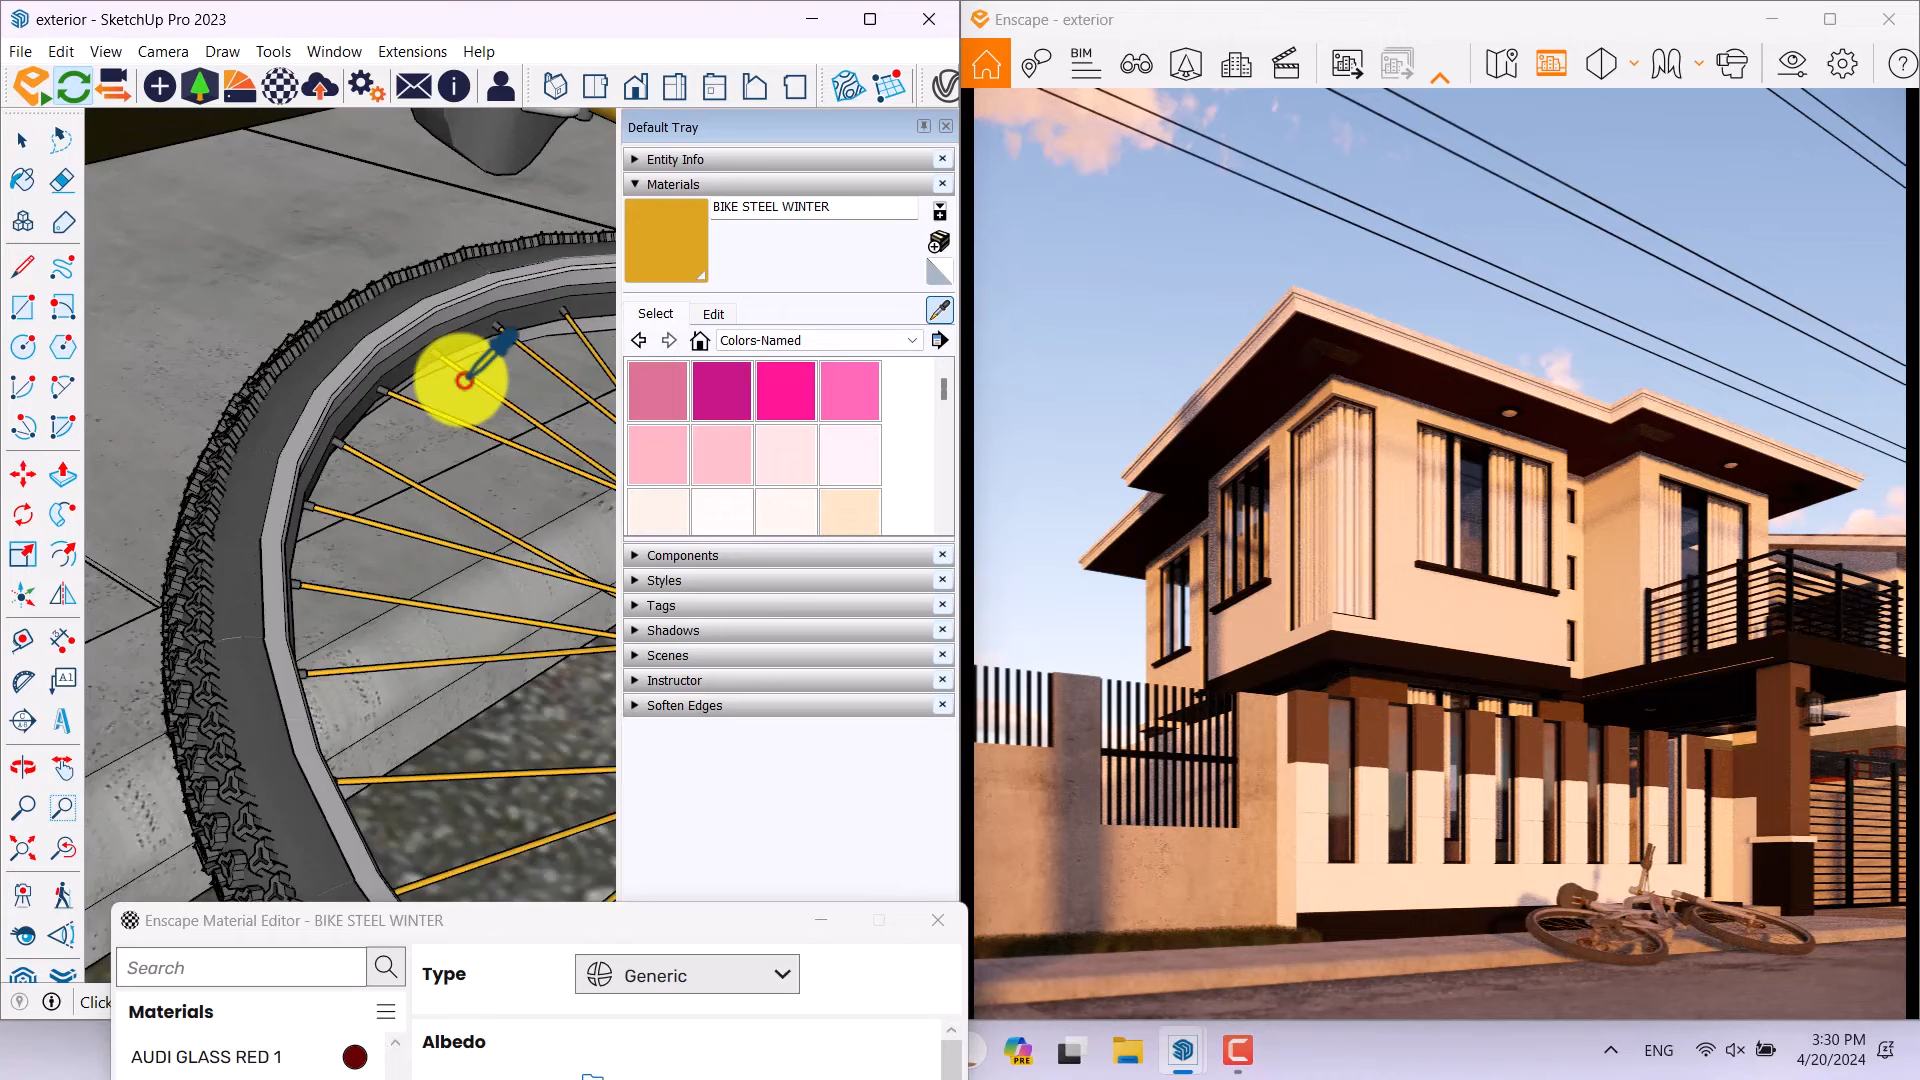 exterior - SketchUp Pro 2023
File Edit View Camera Draw Tools Window Extensions Help
Default Tray
Entity Info
Materials
BIKE STEEL WINTER
Select Edit
Colors-Named
Components
Styles
Tags
Shadows
Scenes
Instructor
Soften Edges
A1
Click
Enscape Material Editor - BIKE STEEL WINTER
Search
Materials
AUDI GLASS RED 1
Type
Generic
Albedo
Enscape - exterior
BIM
PRE
ENG
3:30 PM
4/20/2024